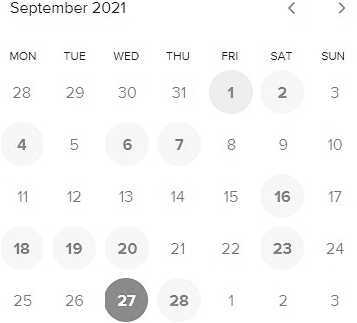 September 2021
MON TUE WED THU FRI SAT SUN
28 29 30 31 1 2 3
4 5 6 7 8 9 10
11 12 13 14 15 16 17
18 19 20 21 22 23 24
25 26 27 28 1 2 3